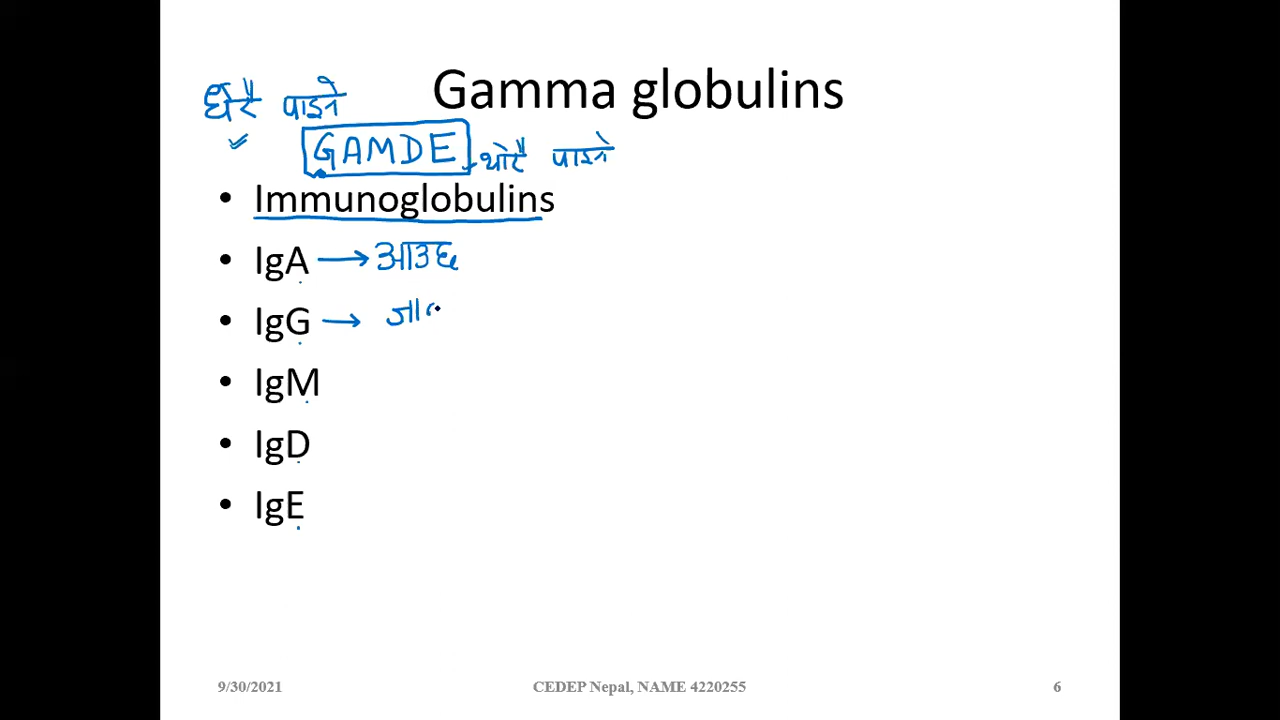 Gamma globulins
धेरै पाइने
GAMDE थोरै पाइने
• Immunoglobulins
• IgA → आउछ
• IgG → जा
• IgM
• IgD
• IgE
9/30/2021 CEDEP Nepal, NAME 4220255 6